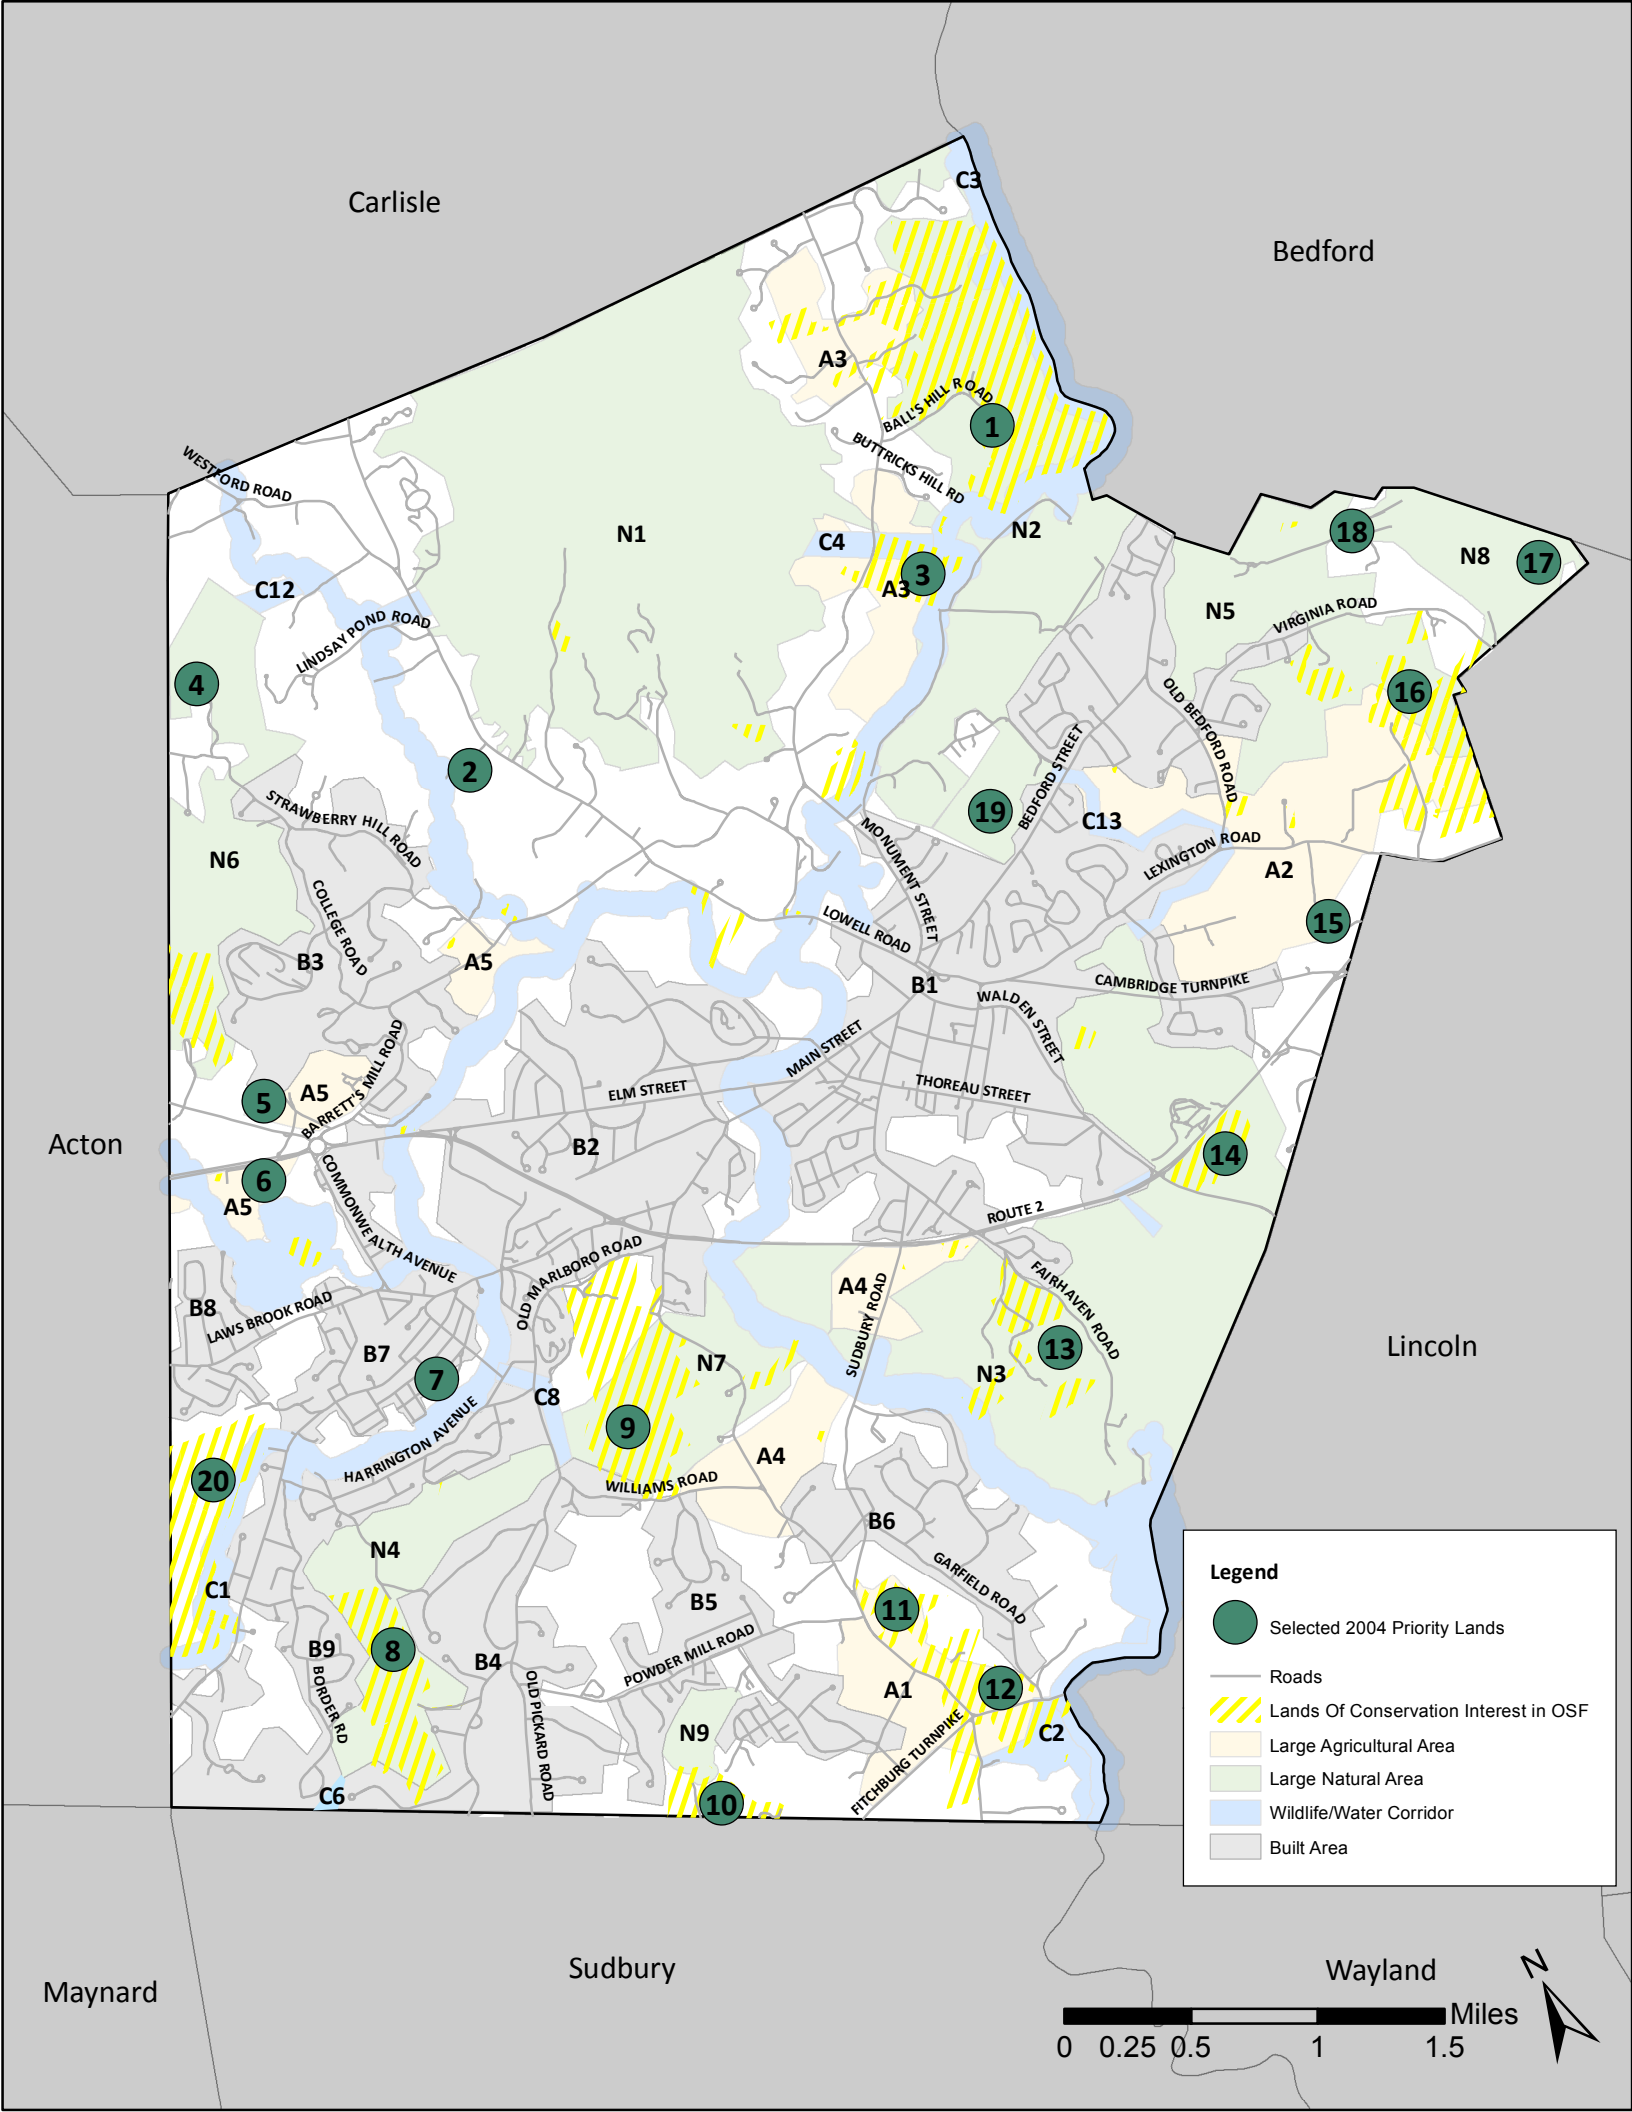 C3
Carlisle
Bedford
A3
BALL'S HILL ROAD
1
BUTTRICKS HILL RD
WESTFORD ROAD
N1
C4
N2
18
N8
17
3
A3
C12
N5
VIRGINIA ROAD
LINDSAY POND ROAD
4
16
OLD BEDFORD ROAD
2
BEDFORD STREET
19
C13
STRAWBERRY HILL ROAD
MONUMENT STREET
LEXINGTON ROAD
N6
A2
COLLEGE ROAD
15
LOWELL ROAD
B3
A5
B1
CAMBRIDGE TURNPIKE
WALDEN STREET
MAIN STREET
5
A5
BARRETT'S MILL ROAD
ELM STREET
THOREAU STREET
Acton
B2
14
6
A5
COMMONWEALTH AVENUE
ROUTE 2
OLD MARLBORO ROAD
A4
FAIRHAVEN ROAD
B8
LAWS BROOK ROAD
SUDBURY ROAD
Lincoln
B7
N7
13
N3
7
C8
9
HARRINGTON AVENUE
A4
20
WILLIAMS ROAD
B6
N4
GARFIELD ROAD
C1
B5
11
B9
8
B4
POWDER MILL ROAD
BORDER RD
OLD PICKARD ROAD
A1
12
N9
C2
FITCHBURG TURNPIKE
C6
10
Legend
Selected 2004 Priority Lands
Roads
Lands Of Conservation Interest in OSF
Large Agricultural Area
Large Natural Area
Wildlife/Water Corridor
Built Area
Maynard
Sudbury
Wayland
N
Miles
0 0.25 0.5 1 1.5